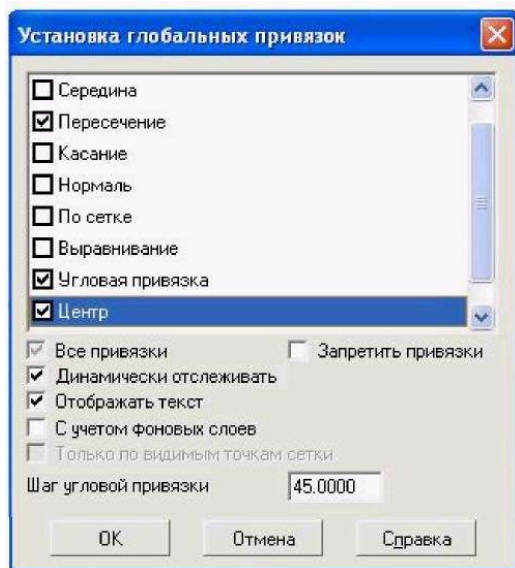 Установка глобальных привязок
Середина
Пересечение
Касание
Нормаль
По сетке
Выравнивание
Угловая привязка
Центр
Все привязки Запретить привязки
Динамически отслеживать
Отображать текст
С учетом фоновых слоев
Только по видимым точкам сетки
Шаг угловой привязки 45.0000
OK Отмена Справка